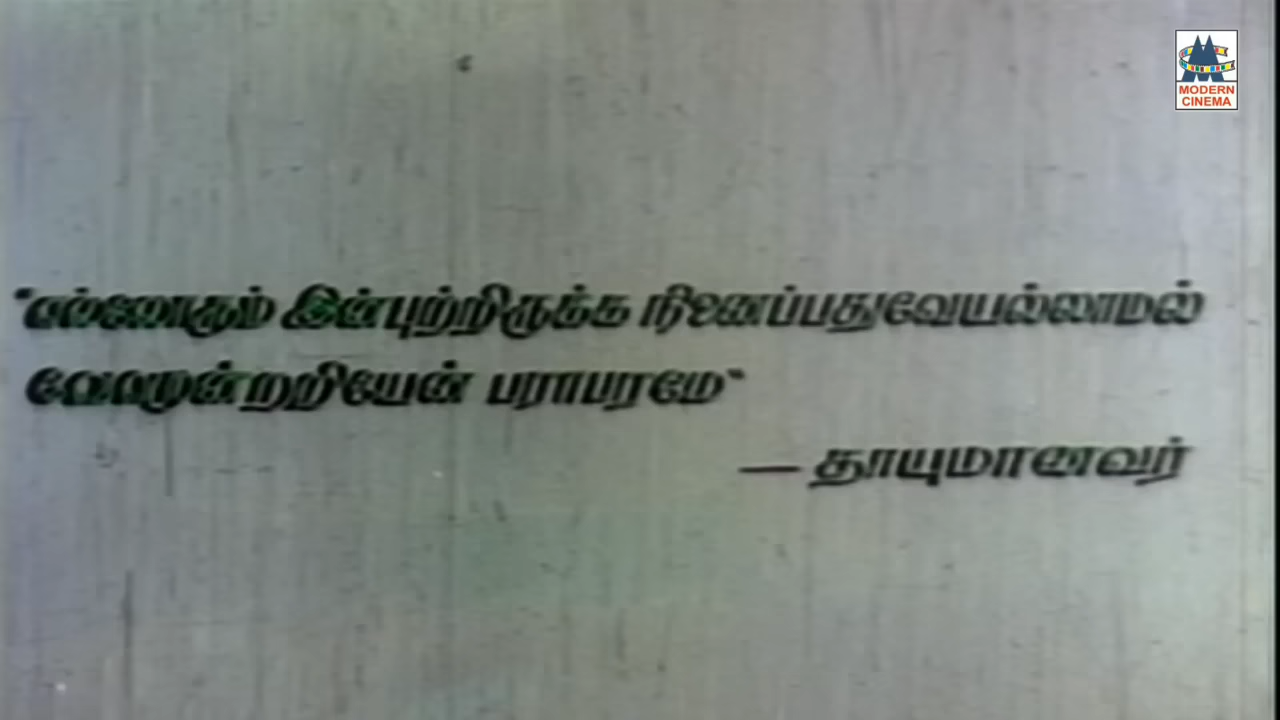 "எல்லோரும் இன்புற்றிருக்க நினைப்பதுவேயல்லாமல்
வேறொன்றறியேன் பராபரமே"
— தாயுமானவர்
MODERN
CINEMA